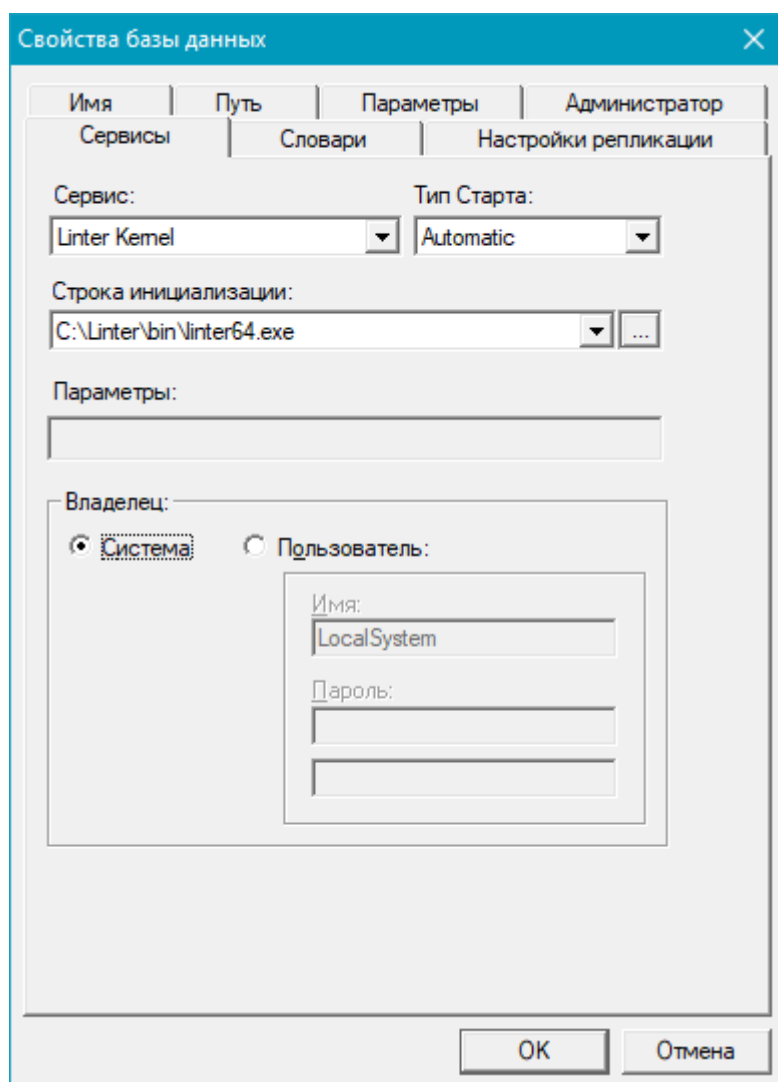 Свойства базы данных
Имя Путь Параметры Администратор
Сервисы Словари Настройки репликации
Сервис: Тип Старта:
Linter Kernel Automatic
Строка инициализации:
C:\Linter\bin\linter64.exe ...
Параметры:
Владелец:
Система Пользователь:
Имя:
LocalSystem
Пароль:
OK Отмена